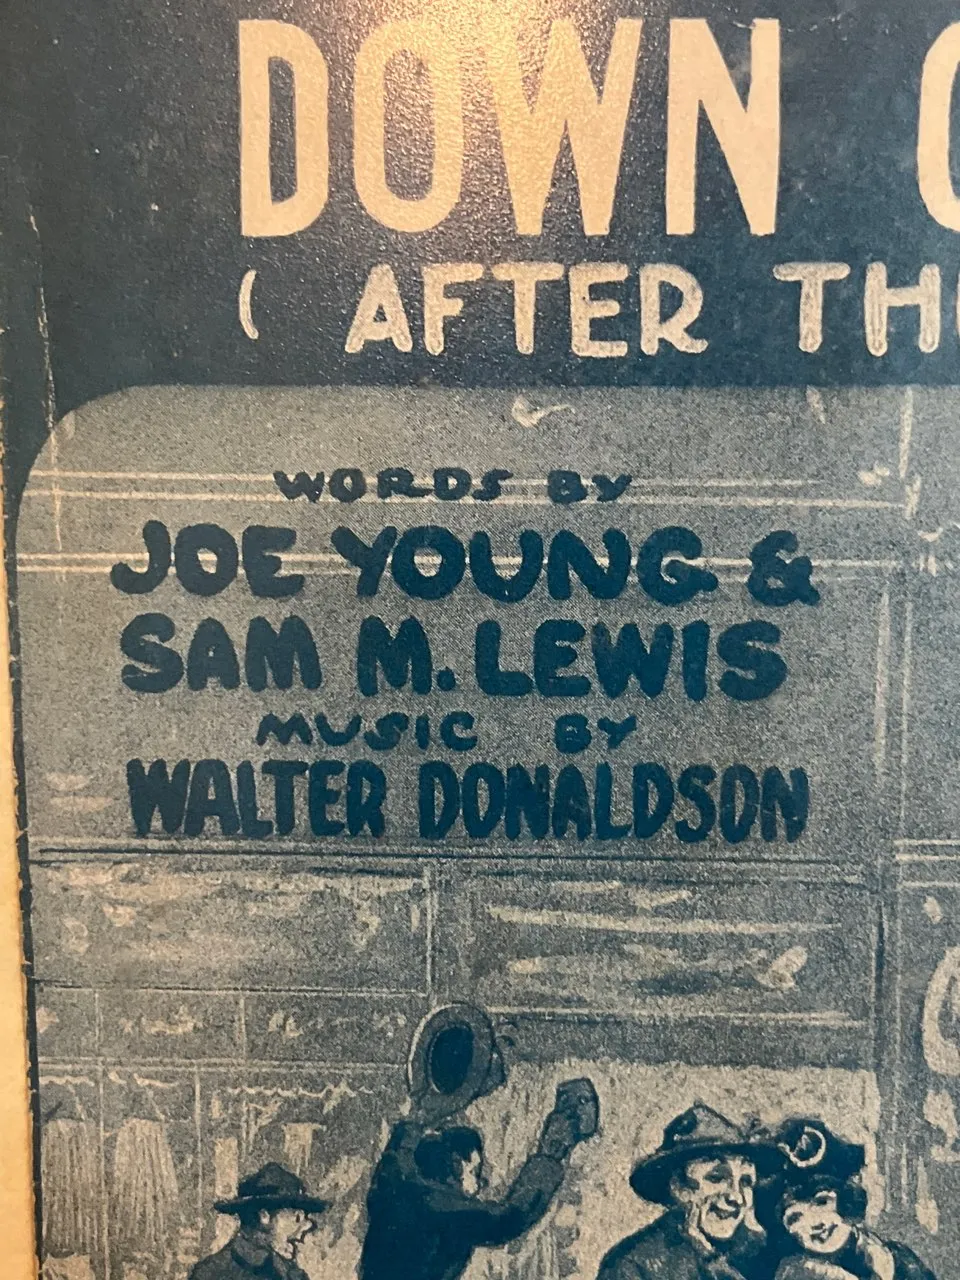 DOWN
( AFTER TH
WORDS BY
JOE YOUNG &
SAM M. LEWIS
MUSIC BY
WALTER DONALDSON